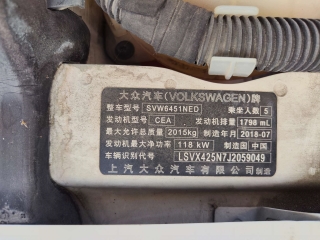 大众汽车(VOLKSWAGEN)牌
整车型号 SVW6451NED 乘坐人数 5
发动机型号 CEA 发动机排量 1798 mL
最大允许总质量 2015kg 制造年月 2018-07
发动机最大净功率 118 kW 制造国 中国
车辆识别代号 LSVX425N7J2059049
上汽大众汽车有限公司 制造